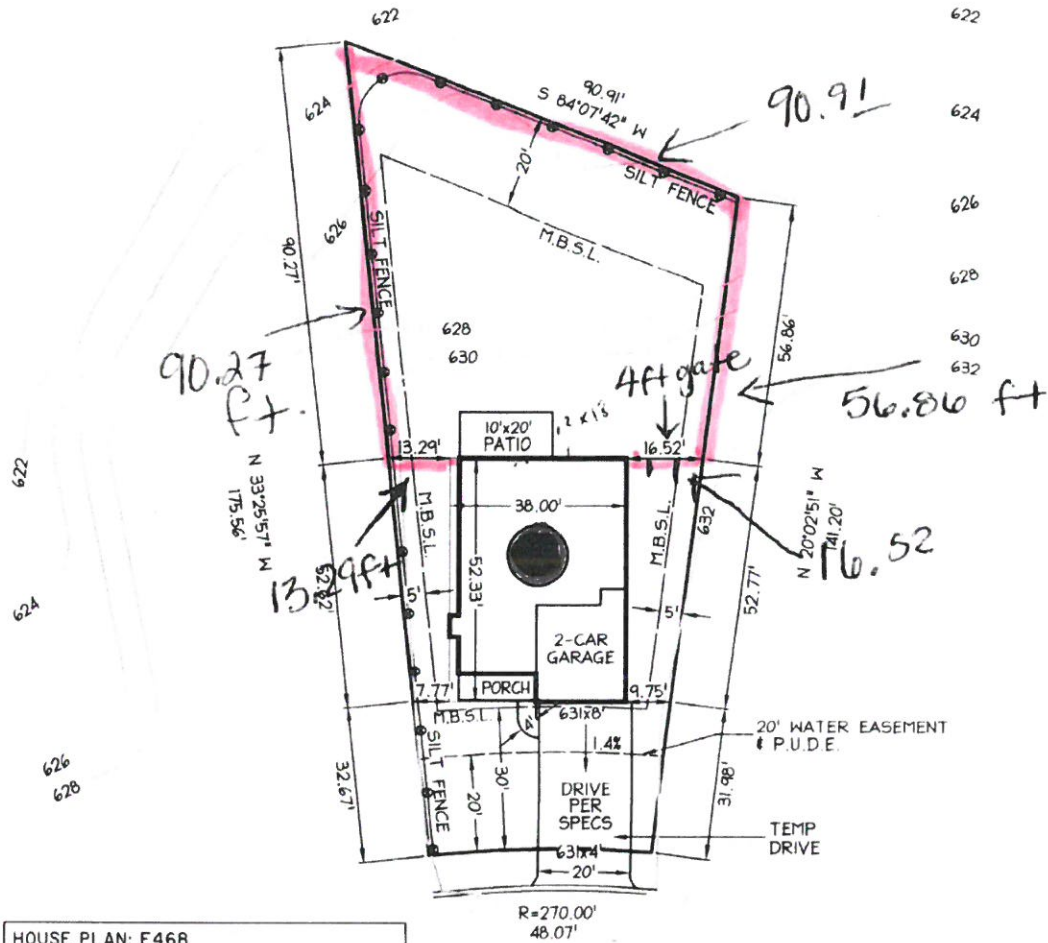 622
622
90.91'
S 84°07'42" W
90.91
624
624
20'
SILT FENCE
626
626
SILT FENCE
M.B.S.L.
90.27'
628
628
56.86'
630
630
632
90.27
ft.
4ft gate
56.86 ft
10'x20'
PATIO
13.29'
16.52'
622
N 33°25'57" W
175.56'
38.00'
M.B.S.L.
M.B.S.L.
632
N 20°02'51" W
141.20'
16.52
13.29ft
52.33'
52.77'
5'
5'
624
2-CAR
GARAGE
7.77'
PORCH
9.75'
M.B.S.L.
631x8'
4'
1.4%
20' WATER EASEMENT
& P.U.D.E.
626
628
32.67'
SILT FENCE
20'
30'
DRIVE
PER
SPECS
31.98'
TEMP
DRIVE
631x4'
20'
R=270.00'
48.07'
HOUSE PLAN: F468